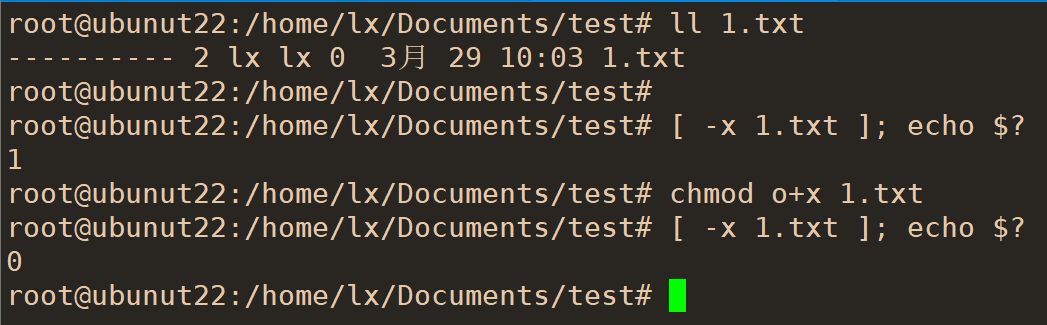 root@ubunut22:/home/lx/Documents/test# ll 1.txt
---------- 2 lx lx 0  3月 29 10:03 1.txt
root@ubunut22:/home/lx/Documents/test#
root@ubunut22:/home/lx/Documents/test# [ -x 1.txt ]; echo $?
1
root@ubunut22:/home/lx/Documents/test# chmod o+x 1.txt
root@ubunut22:/home/lx/Documents/test# [ -x 1.txt ]; echo $?
0
root@ubunut22:/home/lx/Documents/test#